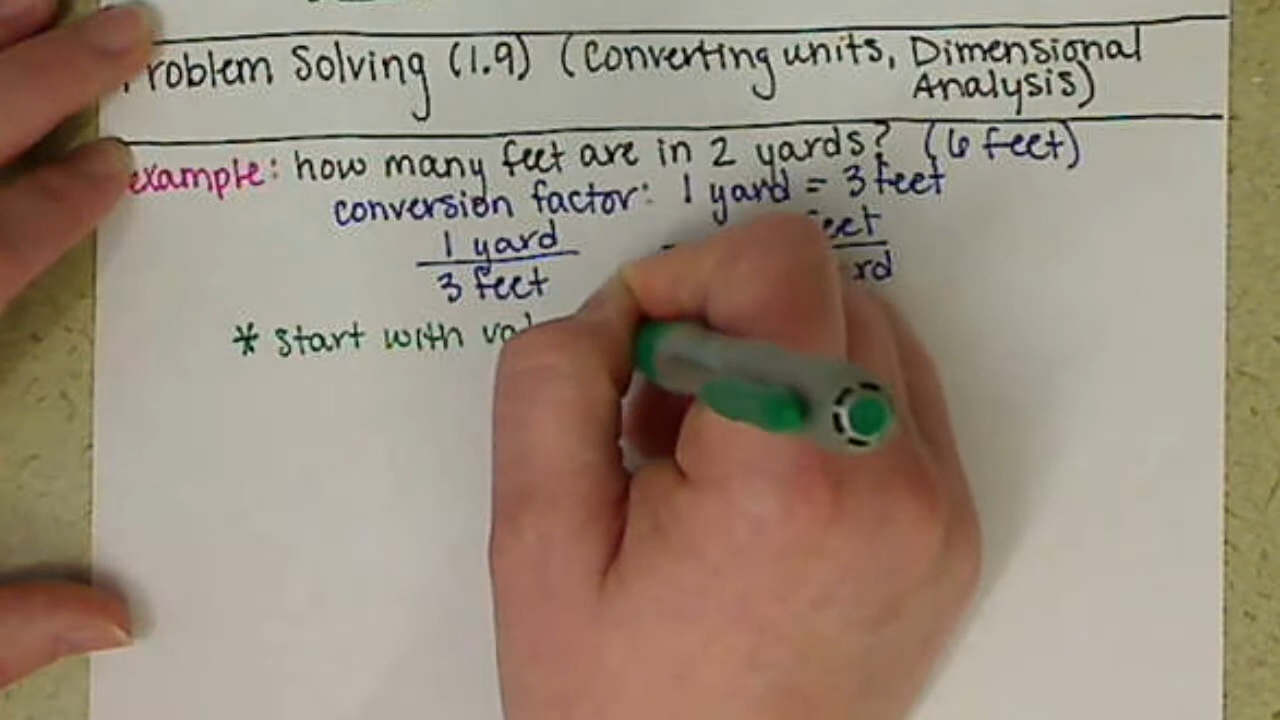 Problem Solving (1.9) (Converting units, Dimensional
Analysis)
example: how many feet are in 2 yards? (6 feet)
conversion factor: 1 yard = 3 feet
1 yard
3 feet
* start with